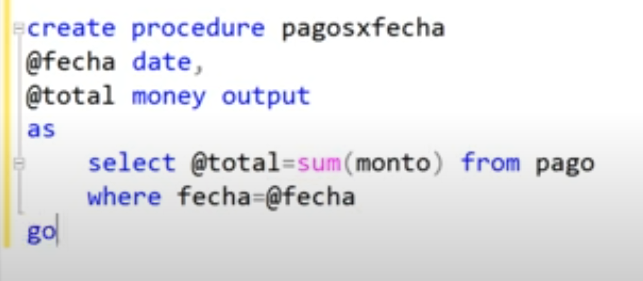 create procedure pagosxfecha
@fecha date,
@total money output
as
select @total=sum(monto) from pago
where fecha=@fecha
go